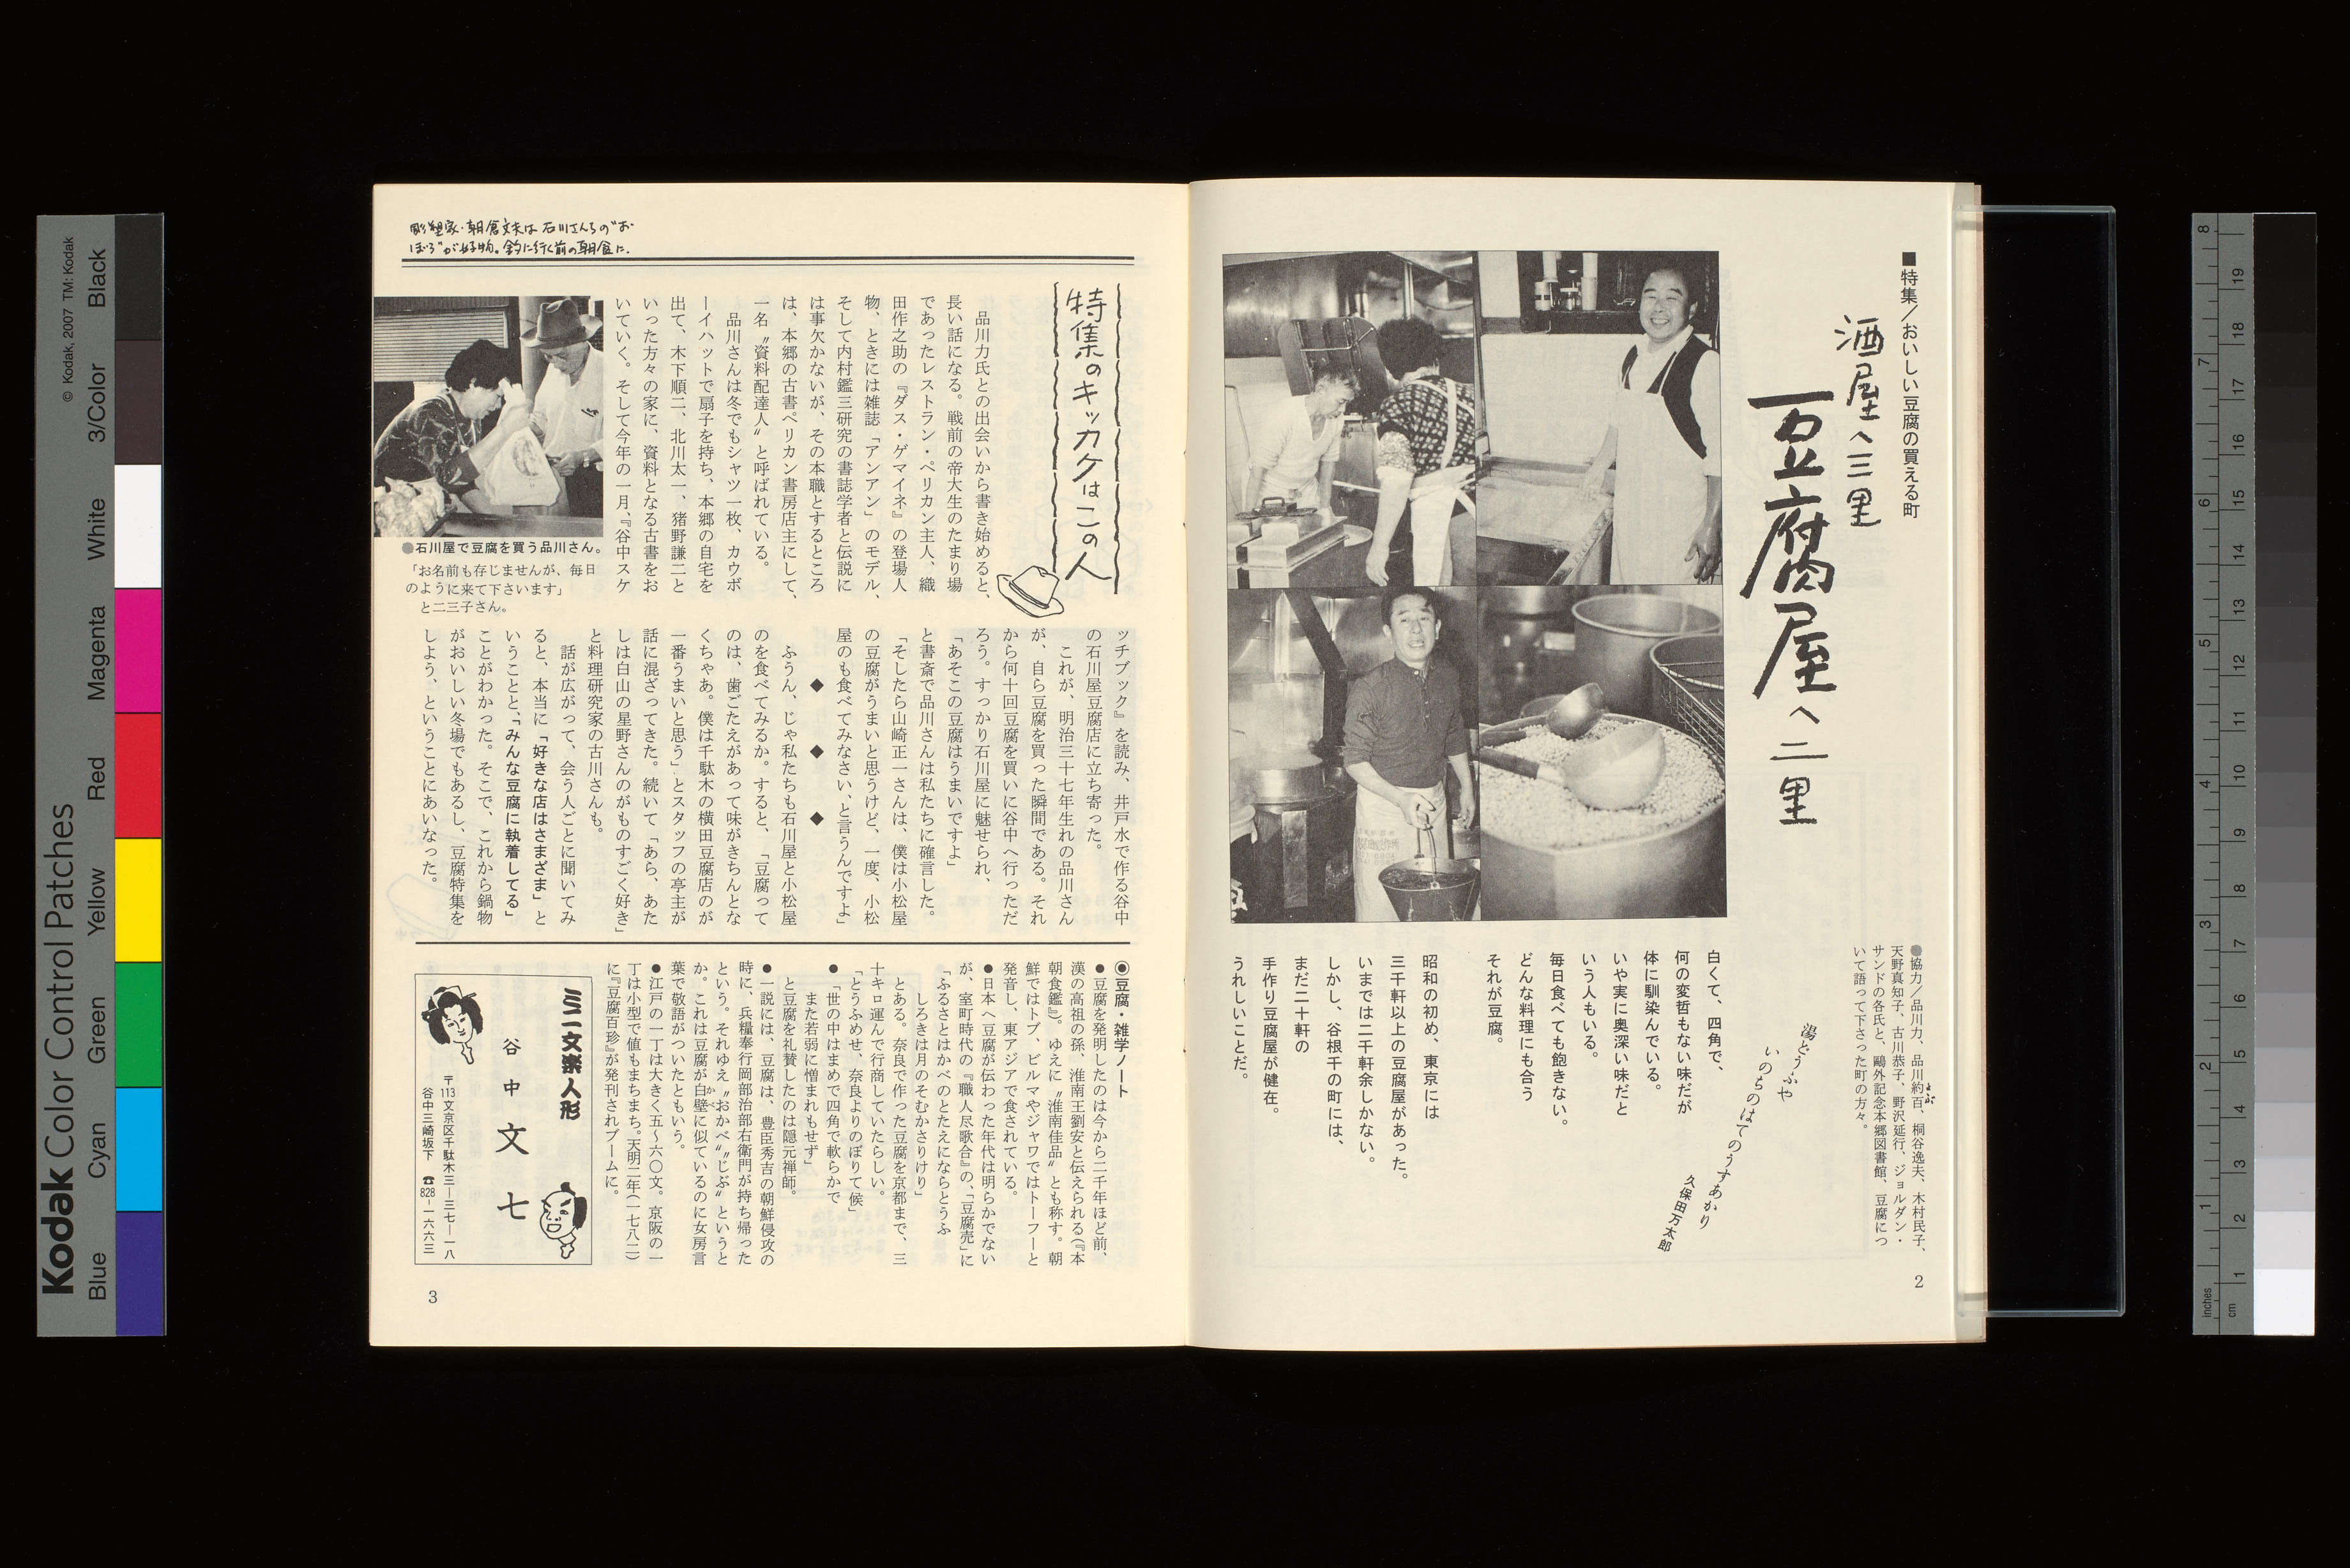 ■特集／おいしい豆腐の買える町
酒屋へ三里
豆腐屋へ二里
●協力／品川力、品川約百、桐谷逸夫、木村民子、
天野真知子、古川恭子、野沢延行、ジョルダン・
サンドの各氏と、鷗外記念本郷図書館、豆腐につ
いて語って下さった町の方々。
湯とうふや
いのちのはてのうすあかり
久保田万太郎
白くて、四角で、
何の変哲もない味だが
体に馴染んでいる。
いや実に奥深い味だと
いう人もいる。
毎日食べても飽きない。
どんな料理にも合う
それが豆腐。
昭和の初め、東京には
三千軒以上の豆腐屋があった。
いまでは二千軒余しかない。
しかし、谷根千の町には、
まだ二十軒の
手作り豆腐屋が健在。
うれしいことだ。
2
彫塑家・朝倉文夫は石川さんちの"お
ぼろ"が好物。釣に行く前の朝食に。
特集のキッカケはこの人
品川力氏との出会いから書き始めると、
長い話になる。戦前の帝大生のたまり場
であったレストラン・ペリカン主人、織
田作之助の『ダス・ゲマイネ』の登場人
物、ときには雑誌「アンアン」のモデル、
そして内村鑑三研究の書誌学者と伝説に
は事欠かないが、その本職とするところ
は、本郷の古書ペリカン書房店主にして、
一名〝資料配達人〟と呼ばれている。
品川さんは冬でもシャツ一枚、カウボ
ーイハットで扇子を持ち、本郷の自宅を
出て、木下順二、北川太一、猪野謙二と
いった方々の家に、資料となる古書をお
いていく。そして今年の一月、『谷中スケ
●石川屋で豆腐を買う品川さん。
「お名前も存じませんが、毎日
のように来て下さいます」
と二三子さん。
ッチブック』を読み、井戸水で作る谷中
の石川屋豆腐店に立ち寄った。
これが、明治三十七年生れの品川さん
が、自ら豆腐を買った瞬間である。それ
から何十回豆腐を買いに谷中へ行っただ
ろう。すっかり石川屋に魅せられ、
「あそこの豆腐はうまいですよ」
と書斎で品川さんは私たちに確言した。
「そしたら山崎正一さんは、僕は小松屋
の豆腐がうまいと思うけど、一度、小松
屋のも食べてみなさい、と言うんですよ」
◆ ◆ ◆
ふうん、じゃ私たちも石川屋と小松屋
のを食べてみるか。すると、「豆腐って
のは、歯ごたえがあって味がきちんとな
くちゃあ。僕は千駄木の横田豆腐店のが
一番うまいと思う」とスタッフの亭主が
話に混ざってきた。続いて「あら、あた
しは白山の星野さんのがものすごく好き」
と料理研究家の古川さんも。
話が広がって、会う人ごとに聞いてみ
ると、本当に「好きな店はさまざま」と
いうことと、「みんな豆腐に執着してる」
ことがわかった。そこで、これから鍋物
がおいしい冬場でもあるし、豆腐特集を
しよう、ということにあいなった。
◉豆腐・雑学ノート
●豆腐を発明したのは今から二千年ほど前、
漢の高祖の孫、淮南王劉安と伝えられる(『本
朝食鑑』)。ゆえに〝淮南佳品〟とも称す。朝
鮮ではトブ、ビルマやジャワではトーフーと
発音し、東アジアで食されている。
●日本へ豆腐が伝わった年代は明らかでない
が、室町時代の『職人尽歌合』の、「豆腐売」に
「ふるさとはかべのとたえにならとうふ
しろきは月のそむかさりけり」
とある。奈良で作った豆腐を京都まで、三
十キロ運んで行商していたらしい。
「とうふめせ、奈良よりのぼりて候」
●「世の中はまめで四角で軟らかで
また若弱に憎まれもせず」
と豆腐を礼賛したのは隠元禅師。
●一説には、豆腐は、豊臣秀吉の朝鮮侵攻の
時に、兵糧奉行岡部治部右衛門が持ち帰った
という。それゆえ〝おかべ〟〝じぶ〟というと
か。これは豆腐が白壁に似ているのに女房言
葉で敬語がついたともいう。
●江戸の一丁は大きく五〜六〇文。京阪の一
丁は小型で値もまちまち。天明二年(一七八二)
に『豆腐百珍』が発刊されブームに。
ミニ文楽人形
谷中 文七
〒113 文京区千駄木三―三七―一八
谷中三崎坂下 ☎828-一六六三
3
Kodak Color Control Patches
© Kodak, 2007 TM: Kodak
Blue Cyan Green Yellow Red Magenta White 3/Color Black
inches 1 2 3 4 5 6 7 8
cm 1 2 3 4 5 6 7 8 9 10 11 12 13 14 15 16 17 18 19